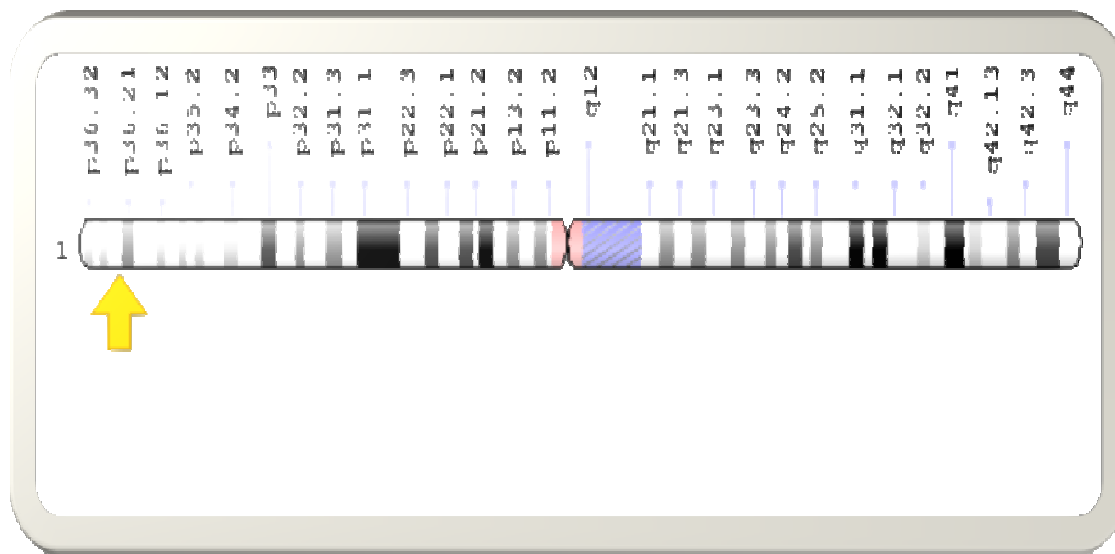 p36.32
p36.21
p36.12
p35.2
p34.2
p33
p32.2
p31.3
p31.1
p22.3
p22.1
p21.2
p13.2
p11.2
q12
q21.1
q21.3
q23.1
q23.3
q24.2
q25.2
q31.1
q32.1
q32.2
q41
q42.13
q42.3
q44
1